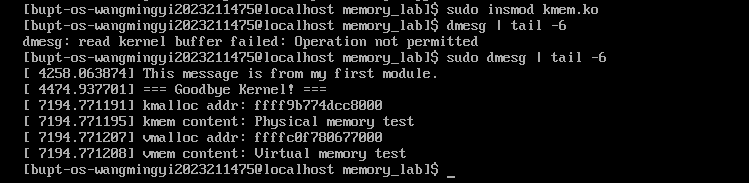 [bupt-os-wangmingyi2023211475@localhost memory_lab]$ sudo insmod kmem.ko
[bupt-os-wangmingyi2023211475@localhost memory_lab]$ dmesg | tail -6
dmesg: read kernel buffer failed: Operation not permitted
[bupt-os-wangmingyi2023211475@localhost memory_lab]$ sudo dmesg | tail -6
[ 4258.063874] This message is from my first module.
[ 4474.937701] === Goodbye Kernel! ===
[ 7194.771191] kmalloc addr: ffff9b774dcc8000
[ 7194.771195] kmem content: Physical memory test
[ 7194.771207] vmalloc addr: ffffc0f780677000
[ 7194.771208] vmem content: Virtual memory test
[bupt-os-wangmingyi2023211475@localhost memory_lab]$ _